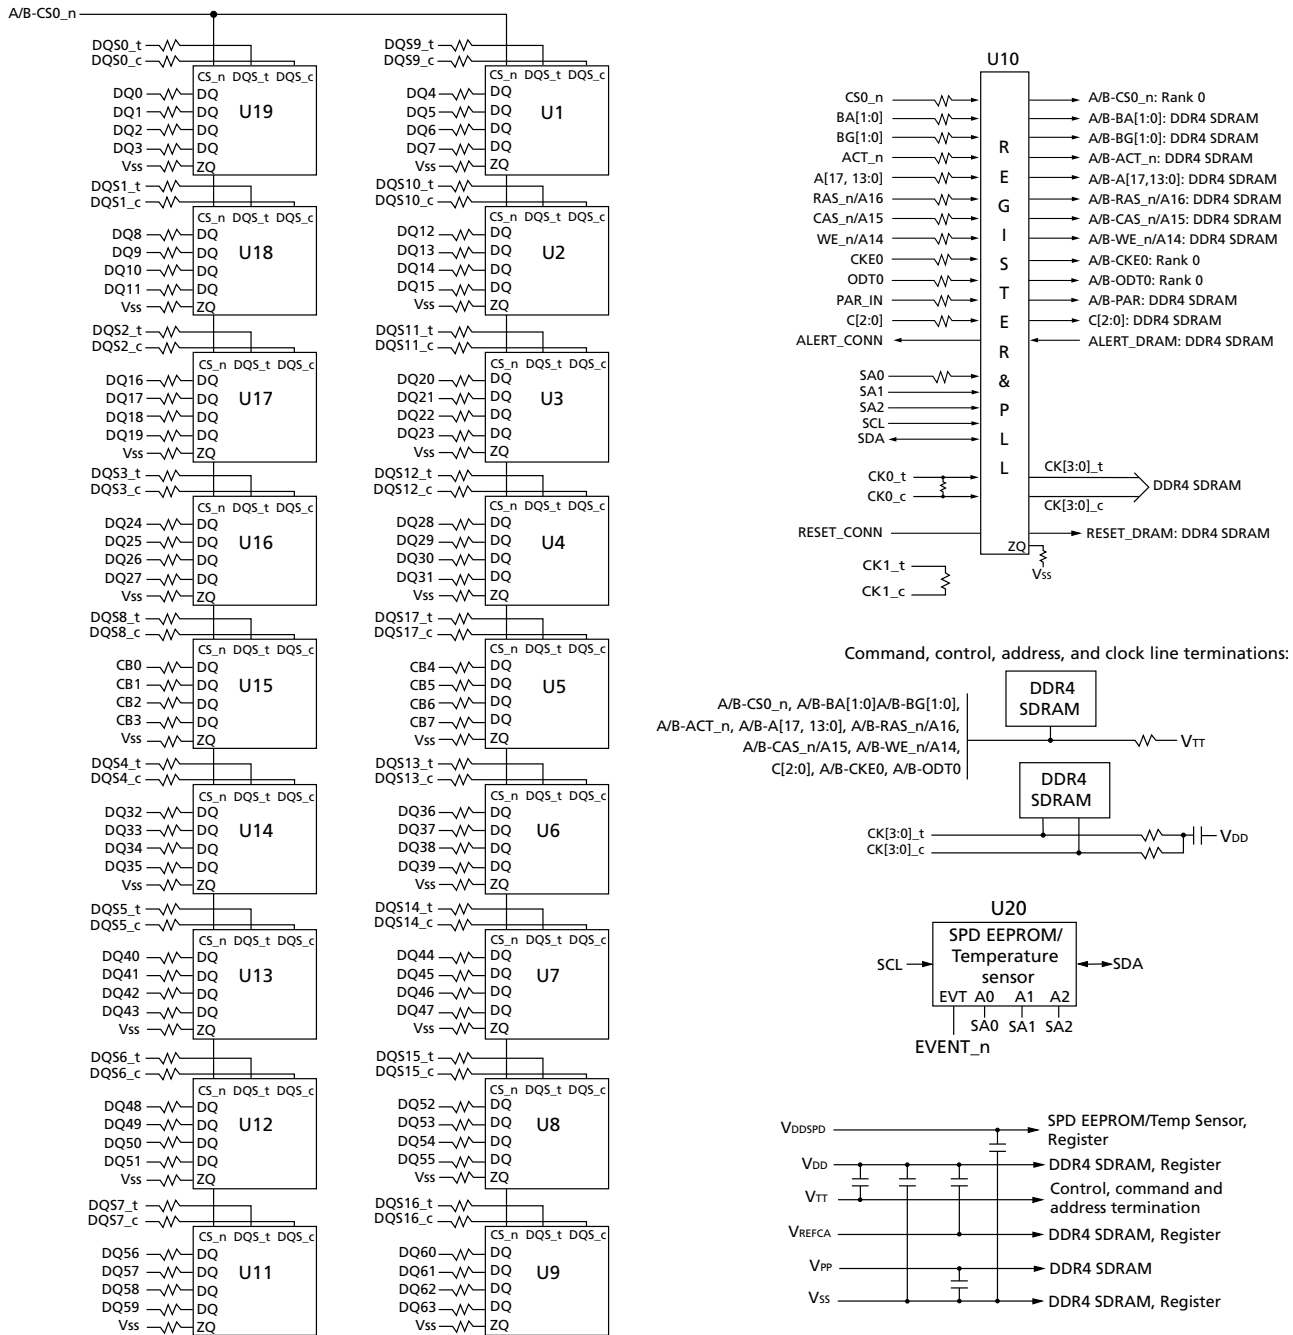 A/B-CS0_n
DQS0_t
DQS0_c
CS_n DQS_t DQS_c
DQ0 DQ
DQ1 DQ
DQ2 DQ
DQ3 DQ
Vss ZQ
U19
DQS1_t
DQS1_c
CS_n DQS_t DQS_c
DQ8 DQ
DQ9 DQ
DQ10 DQ
DQ11 DQ
Vss ZQ
U18
DQS2_t
DQS2_c
CS_n DQS_t DQS_c
DQ16 DQ
DQ17 DQ
DQ18 DQ
DQ19 DQ
Vss ZQ
U17
DQS3_t
DQS3_c
CS_n DQS_t DQS_c
DQ24 DQ
DQ25 DQ
DQ26 DQ
DQ27 DQ
Vss ZQ
U16
DQS8_t
DQS8_c
CS_n DQS_t DQS_c
CB0 DQ
CB1 DQ
CB2 DQ
CB3 DQ
Vss ZQ
U15
DQS4_t
DQS4_c
CS_n DQS_t DQS_c
DQ32 DQ
DQ33 DQ
DQ34 DQ
DQ35 DQ
Vss ZQ
U14
DQS5_t
DQS5_c
CS_n DQS_t DQS_c
DQ40 DQ
DQ41 DQ
DQ42 DQ
DQ43 DQ
Vss ZQ
U13
DQS6_t
DQS6_c
CS_n DQS_t DQS_c
DQ48 DQ
DQ49 DQ
DQ50 DQ
DQ51 DQ
Vss ZQ
U12
DQS7_t
DQS7_c
CS_n DQS_t DQS_c
DQ56 DQ
DQ57 DQ
DQ58 DQ
DQ59 DQ
Vss ZQ
U11
DQS9_t
DQS9_c
CS_n DQS_t DQS_c
DQ4 DQ
DQ5 DQ
DQ6 DQ
DQ7 DQ
Vss ZQ
U1
DQS10_t
DQS10_c
CS_n DQS_t DQS_c
DQ12 DQ
DQ13 DQ
DQ14 DQ
DQ15 DQ
Vss ZQ
U2
DQS11_t
DQS11_c
CS_n DQS_t DQS_c
DQ20 DQ
DQ21 DQ
DQ22 DQ
DQ23 DQ
Vss ZQ
U3
DQS12_t
DQS12_c
CS_n DQS_t DQS_c
DQ28 DQ
DQ29 DQ
DQ30 DQ
DQ31 DQ
Vss ZQ
U4
DQS17_t
DQS17_c
CS_n DQS_t DQS_c
CB4 DQ
CB5 DQ
CB6 DQ
CB7 DQ
Vss ZQ
U5
DQS13_t
DQS13_c
CS_n DQS_t DQS_c
DQ36 DQ
DQ37 DQ
DQ38 DQ
DQ39 DQ
Vss ZQ
U6
DQS14_t
DQS14_c
CS_n DQS_t DQS_c
DQ44 DQ
DQ45 DQ
DQ46 DQ
DQ47 DQ
Vss ZQ
U7
DQS15_t
DQS15_c
CS_n DQS_t DQS_c
DQ52 DQ
DQ53 DQ
DQ54 DQ
DQ55 DQ
Vss ZQ
U8
DQS16_t
DQS16_c
CS_n DQS_t DQS_c
DQ60 DQ
DQ61 DQ
DQ62 DQ
DQ63 DQ
Vss ZQ
U9
U10
REGISTER & PLL
CS0_n A/B-CS0_n: Rank 0
BA[1:0] A/B-BA[1:0]: DDR4 SDRAM
BG[1:0] A/B-BG[1:0]: DDR4 SDRAM
ACT_n A/B-ACT_n: DDR4 SDRAM
A[17, 13:0] A/B-A[17,13:0]: DDR4 SDRAM
RAS_n/A16 A/B-RAS_n/A16: DDR4 SDRAM
CAS_n/A15 A/B-CAS_n/A15: DDR4 SDRAM
WE_n/A14 A/B-WE_n/A14: DDR4 SDRAM
CKE0 A/B-CKE0: Rank 0
ODT0 A/B-ODT0: Rank 0
PAR_IN A/B-PAR: DDR4 SDRAM
C[2:0] C[2:0]: DDR4 SDRAM
ALERT_CONN ALERT_DRAM: DDR4 SDRAM
SA0
SA1
SA2
SCL
SDA
CK0_t CK[3:0]_t
DDR4 SDRAM
CK0_c CK[3:0]_c
RESET_CONN RESET_DRAM: DDR4 SDRAM
ZQ
Vss
CK1_t
CK1_c
Command, control, address, and clock line terminations:
DDR4
SDRAM
A/B-CS0_n, A/B-BA[1:0]A/B-BG[1:0],
A/B-ACT_n, A/B-A[17, 13:0], A/B-RAS_n/A16,
A/B-CAS_n/A15, A/B-WE_n/A14,
C[2:0], A/B-CKE0, A/B-ODT0
VTT
DDR4
SDRAM
CK[3:0]_t
CK[3:0]_c
VDD
U20
SPD EEPROM/
Temperature
sensor
SCL SDA
EVT A0 A1 A2
SA0 SA1 SA2
EVENT_n
VDDSPD SPD EEPROM/Temp Sensor,
Register
VDD DDR4 SDRAM, Register
VTT Control, command and
address termination
VREFCA DDR4 SDRAM, Register
VPP DDR4 SDRAM
VSS DDR4 SDRAM, Register